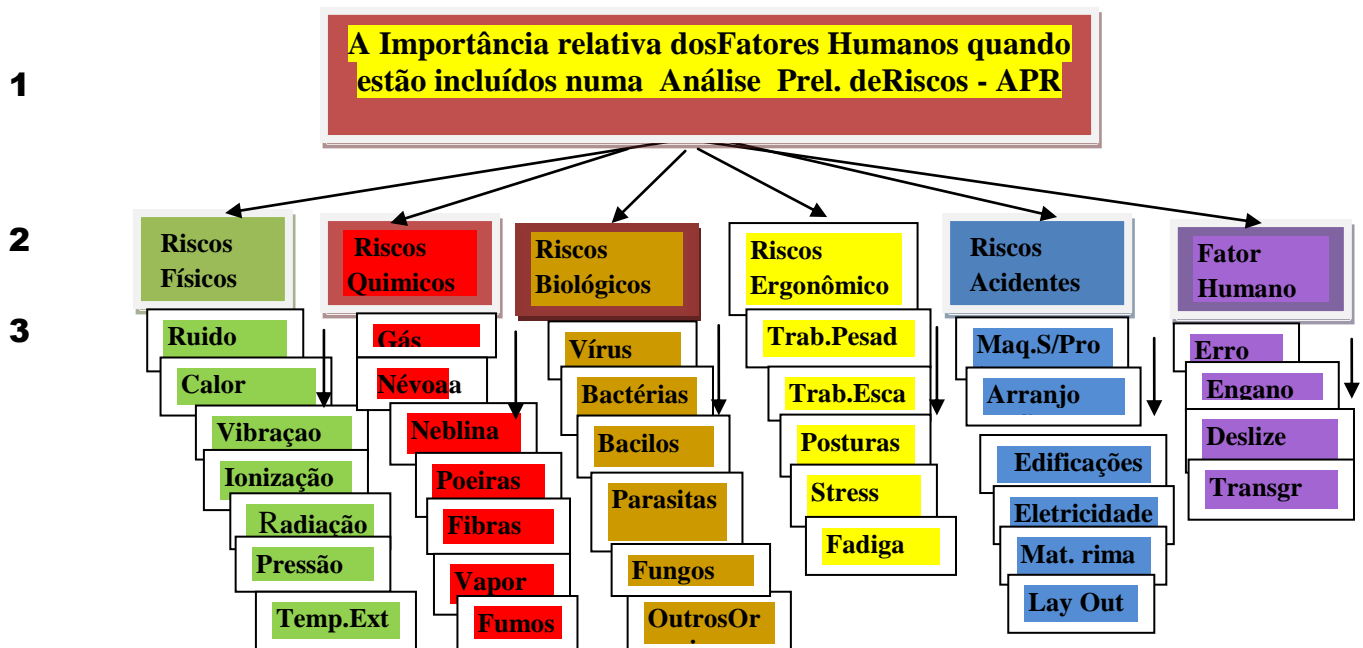 A Importância relativa dosFatores Humanos quando
estão incluídos numa Análise Prel. deRiscos - APR
1
2
Riscos
Físicos
Riscos
Quimicos
Riscos
Biológicos
Riscos
Ergonômico
Riscos
Acidentes
Fator
Humano
3
Ruido
Calor
Vibraçao
Ionização
Radiação
Pressão
Temp.Ext
Gás
Névoaa
Neblina
Poeiras
Fibras
Vapor
Fumos
Vírus
Bactérias
Bacilos
Parasitas
Fungos
OutrosOr
Trab.Pesad
Trab.Esca
Posturas
Stress
Fadiga
Maq.S/Pro
Arranjo
Edificações
Eletricidade
Mat. rima
Lay Out
Erro
Engano
Deslize
Transgr